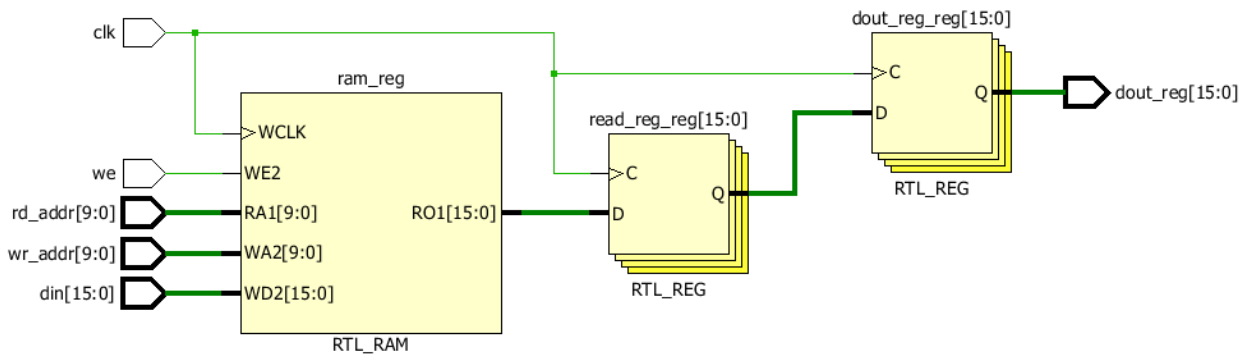 clk
we
rd_addr[9:0]
wr_addr[9:0]
din[15:0]
ram_reg
WCLK
WE2
RA1[9:0]
RO1[15:0]
WA2[9:0]
WD2[15:0]
RTL_RAM
read_reg_reg[15:0]
C
Q
D
RTL_REG
dout_reg_reg[15:0]
C
Q
D
RTL_REG
dout_reg[15:0]